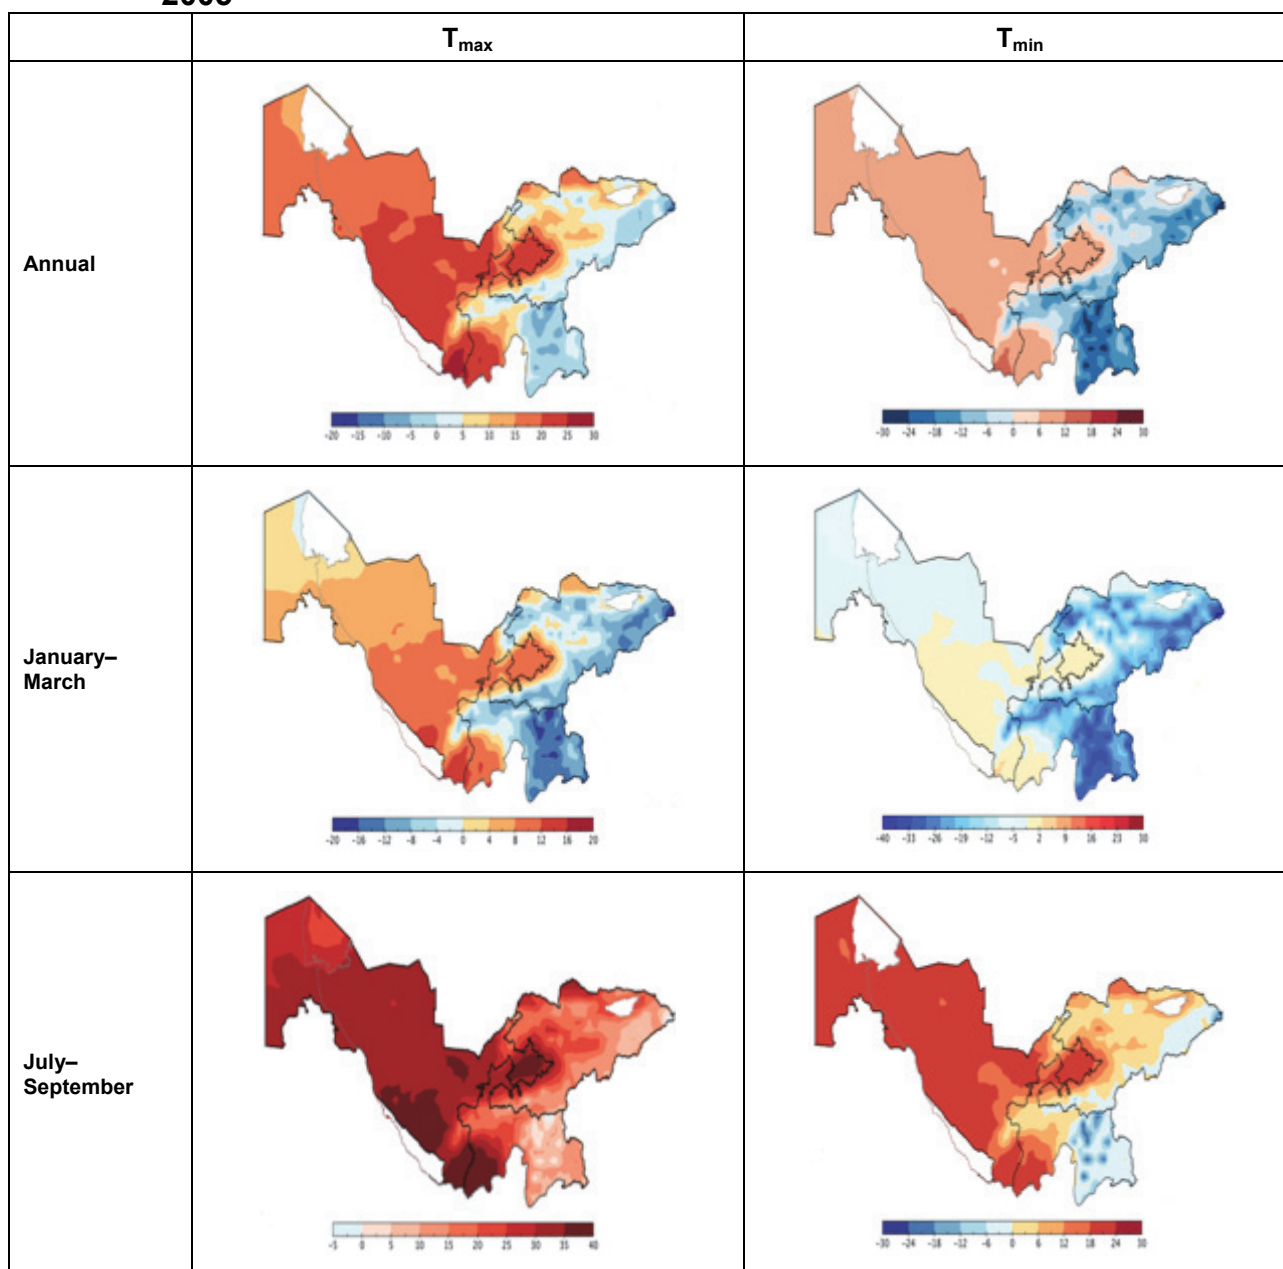 T max T min
Annual
-20 -15 -10 -5 0 5 10 15 20 25 30
-30 -24 -18 -12 -6 0 6 12 18 24 30
January–
March
-20 -16 -12 -8 -4 0 4 8 12 16 20
-40 -33 -26 -19 -12 -5 2 9 16 23 30
July–
September
-5 0 5 10 15 20 25 30 35 40
-30 -24 -18 -12 -6 0 6 12 18 24 30